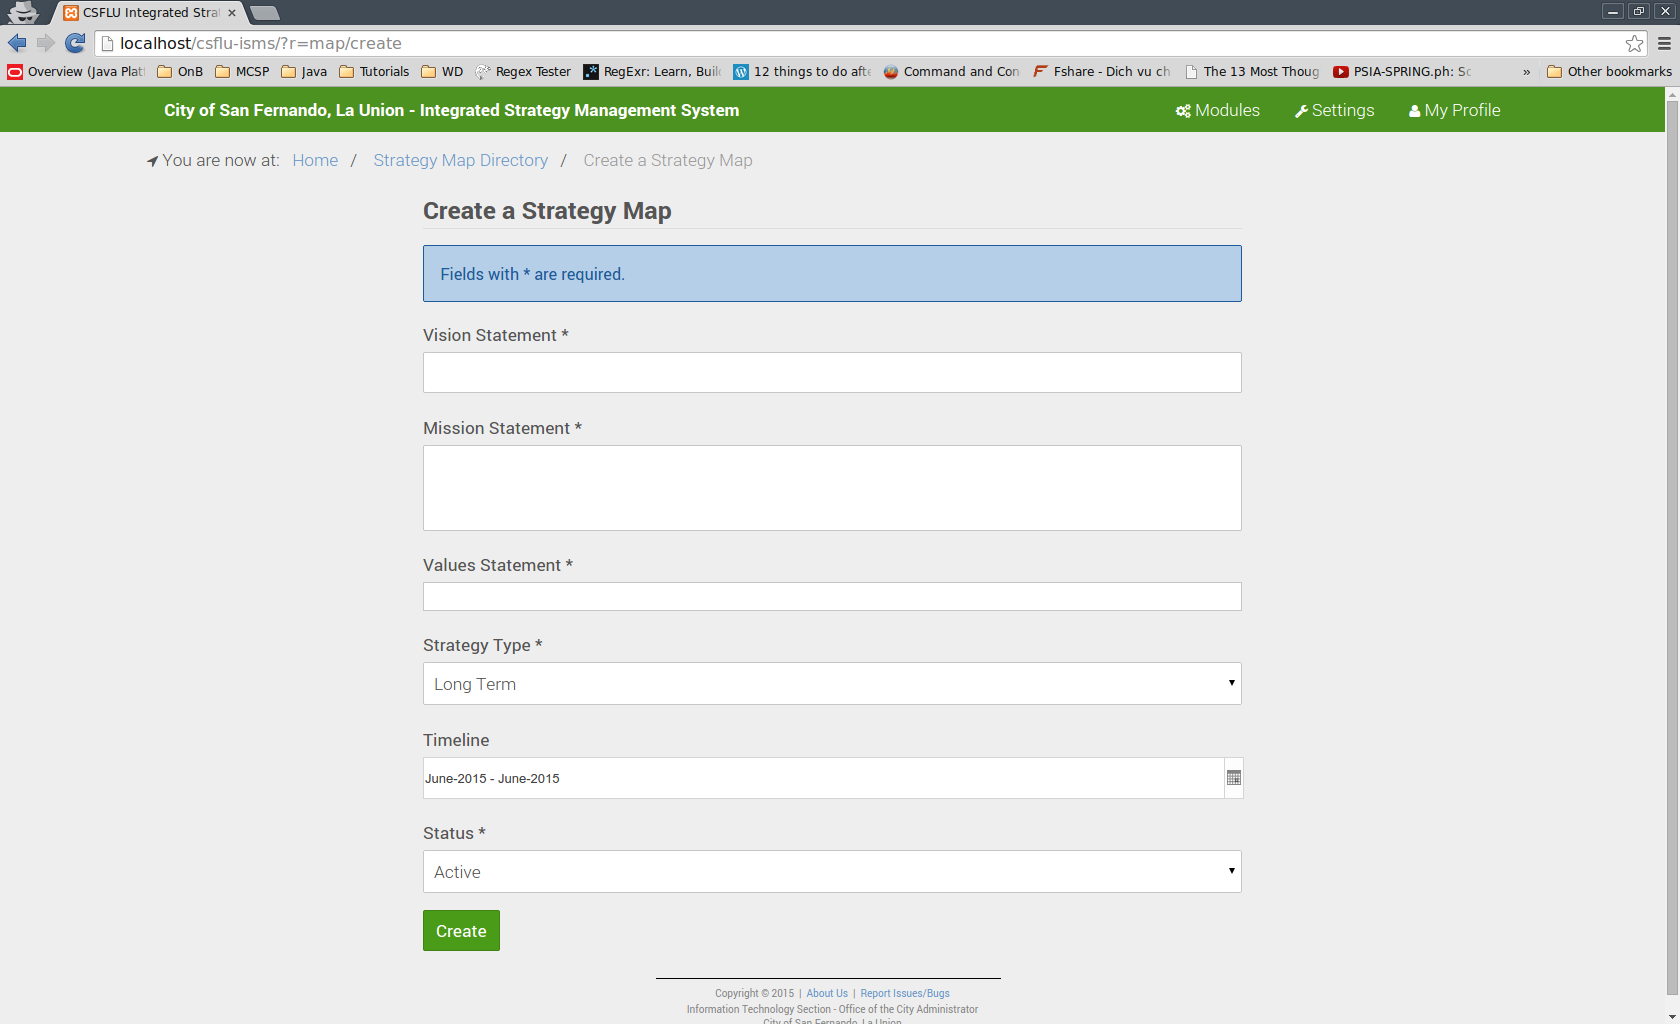 CSFLU Integrated Stra
localhost/csflu-isms/?r=map/create
Overview (Java Plat OnB MCSP Java Tutorials WD Regex Tester RegExr: Learn, Buil 12 things to do afte Command and Con Fshare - Dich vu ch The 13 Most Thoug PSIA-SPRING.ph: Sc » Other bookmarks
City of San Fernando, La Union - Integrated Strategy Management System Modules Settings My Profile
You are now at: Home / Strategy Map Directory / Create a Strategy Map
Create a Strategy Map
Fields with * are required.
Vision Statement *
Mission Statement *
Values Statement *
Strategy Type *
Long Term
Timeline
June-2015 - June-2015
Status *
Active
Create
Copyright © 2015 | About Us | Report Issues/Bugs
Information Technology Section - Office of the City Administrator
City of San Fernando, La Union